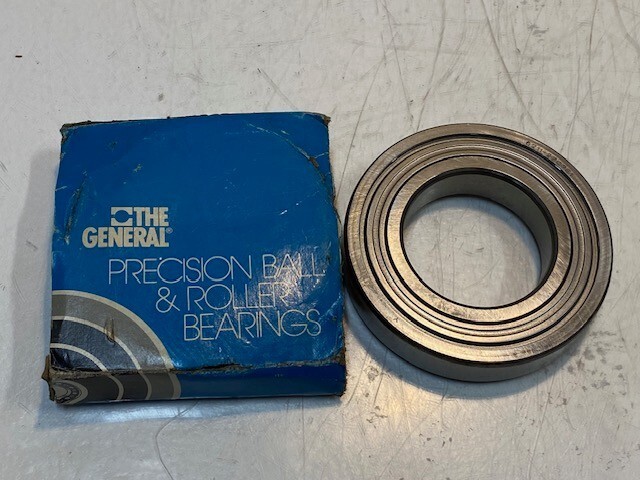 THE
GENERAL®
PRECISION BALL
& ROLLER
BEARINGS